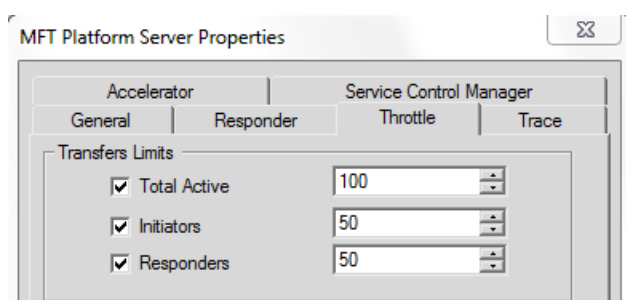 MFT Platform Server Properties
Accelerator Service Control Manager
General Responder Throttle Trace
Transfers Limits
Total Active 100
Initiators 50
Responders 50